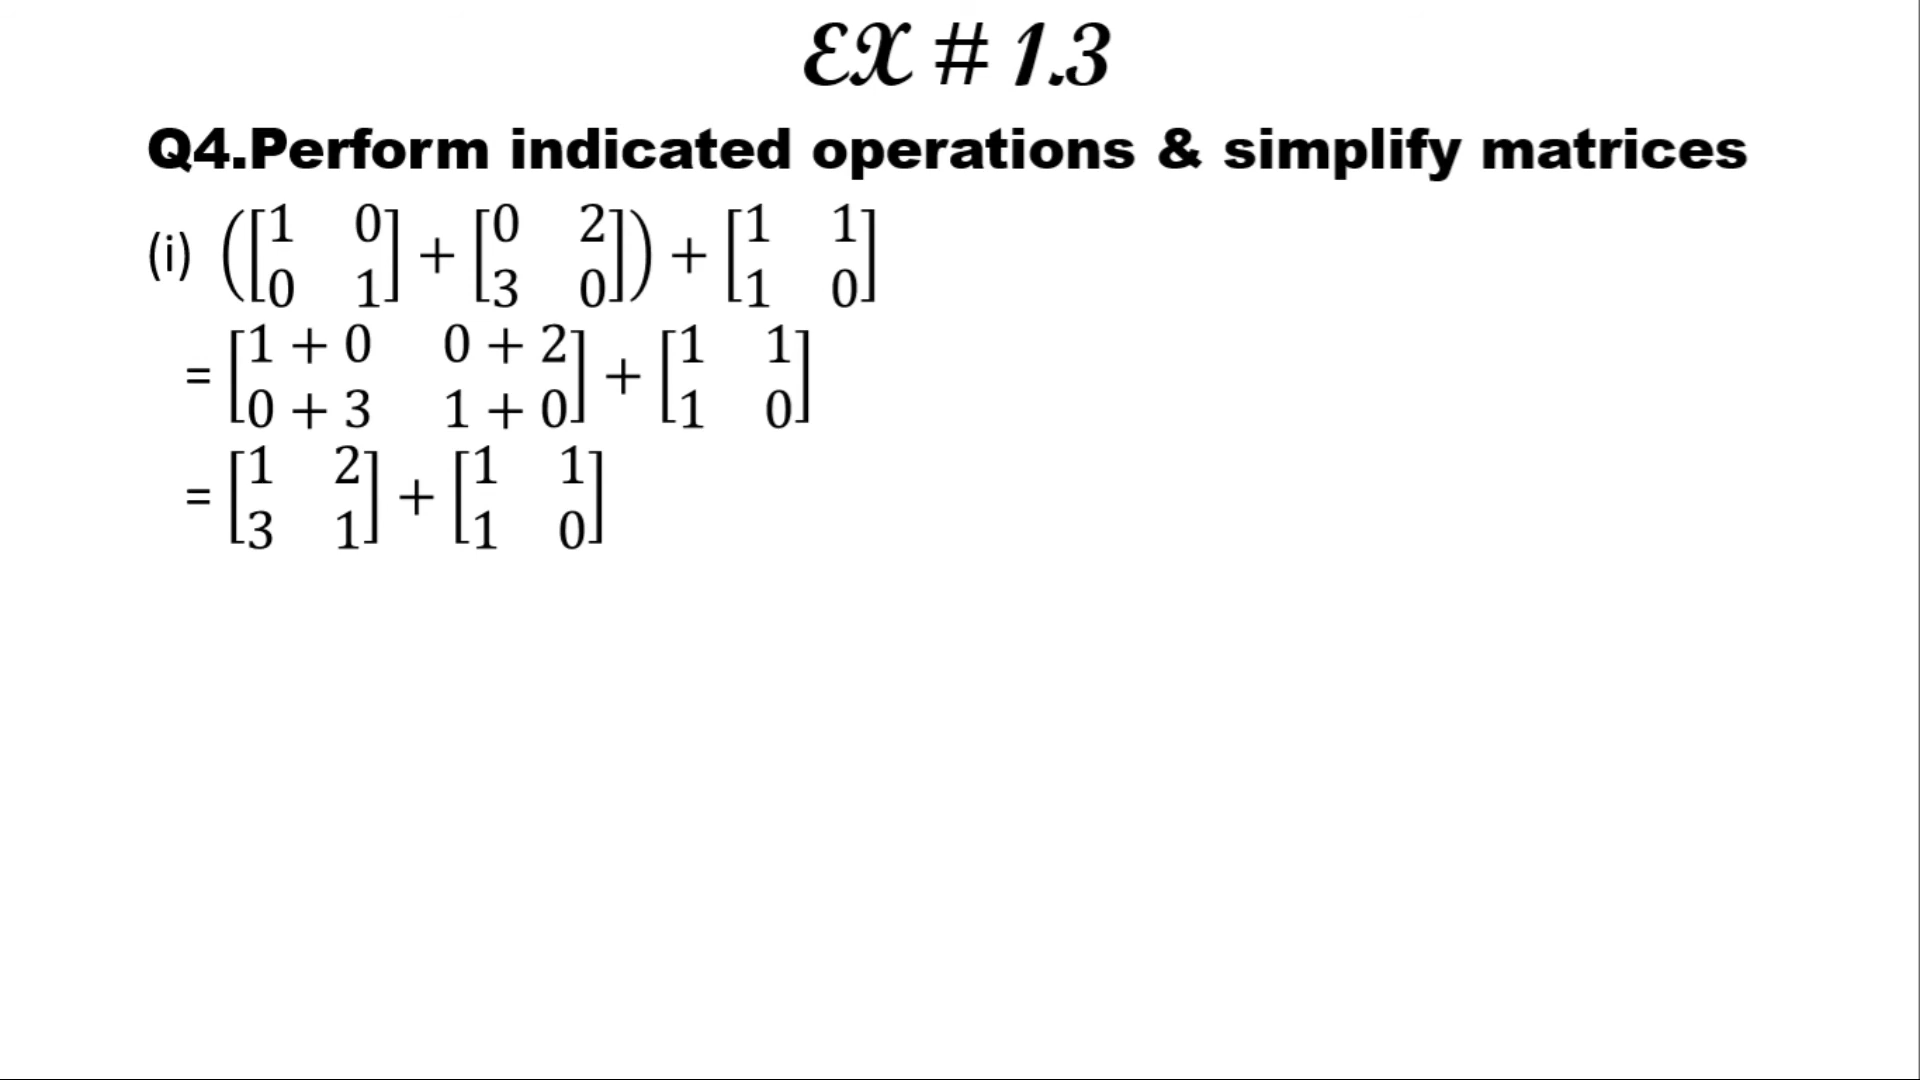 EX # 1.3
Q4.Perform indicated operations & simplify matrices
(i) ([1 0; 0 1] + [0 2; 3 0]) + [1 1; 1 0]
= [1 + 0 0 + 2; 0 + 3 1 + 0] + [1 1; 1 0]
= [1 2; 3 1] + [1 1; 1 0]